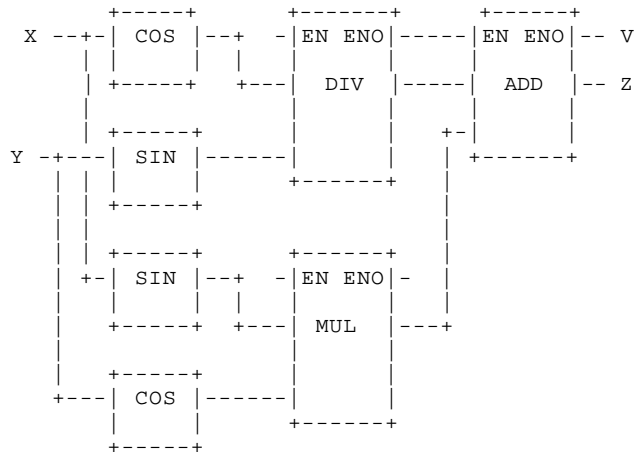 X COS EN ENO EN ENO V
DIV ADD Z
Y SIN
SIN EN ENO
MUL
COS